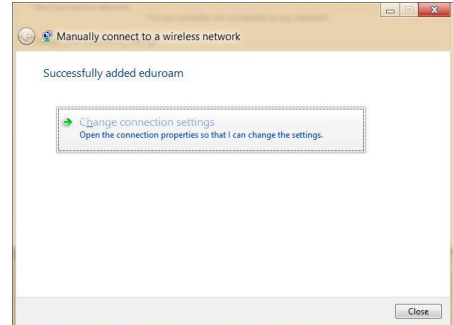 Manually connect to a wireless network
Successfully added eduroam
Change connection settings
Open the connection properties so that I can change the settings.
Close